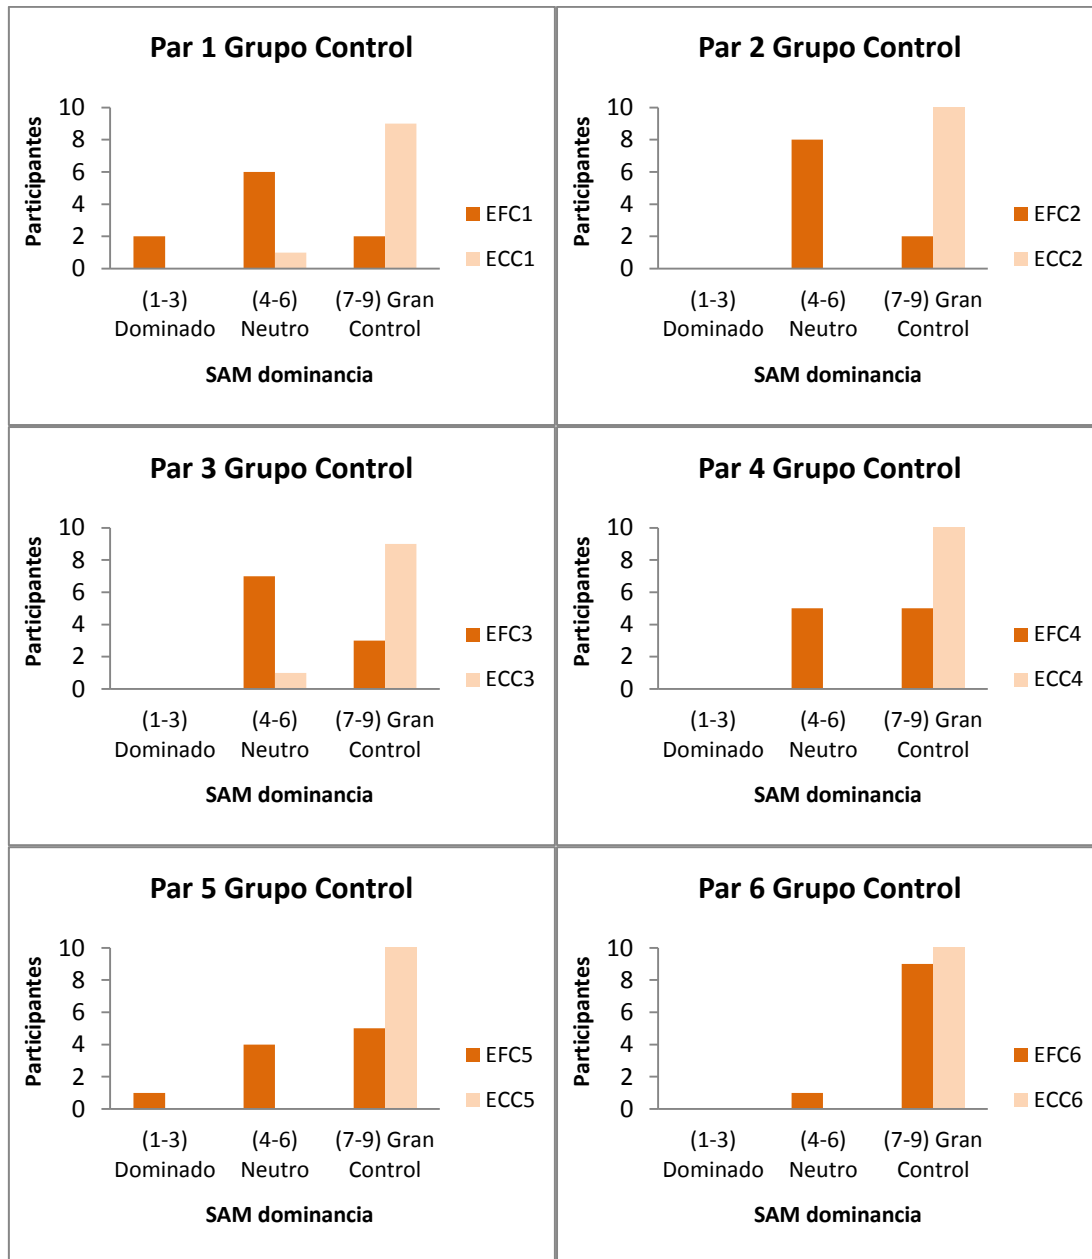 Par 1 Grupo Control
Participantes
10
8
6
4
2
0
(1-3)
Dominado
(4-6)
Neutro
(7-9) Gran
Control
SAM dominancia
EFC1
ECC1
Par 2 Grupo Control
Participantes
10
8
6
4
2
0
(1-3)
Dominado
(4-6)
Neutro
(7-9) Gran
Control
SAM dominancia
EFC2
ECC2
Par 3 Grupo Control
Participantes
10
8
6
4
2
0
(1-3)
Dominado
(4-6)
Neutro
(7-9) Gran
Control
SAM dominancia
EFC3
ECC3
Par 4 Grupo Control
Participantes
10
8
6
4
2
0
(1-3)
Dominado
(4-6)
Neutro
(7-9) Gran
Control
SAM dominancia
EFC4
ECC4
Par 5 Grupo Control
Participantes
10
8
6
4
2
0
(1-3)
Dominado
(4-6)
Neutro
(7-9) Gran
Control
SAM dominancia
EFC5
ECC5
Par 6 Grupo Control
Participantes
10
8
6
4
2
0
(1-3)
Dominado
(4-6)
Neutro
(7-9) Gran
Control
SAM dominancia
EFC6
ECC6